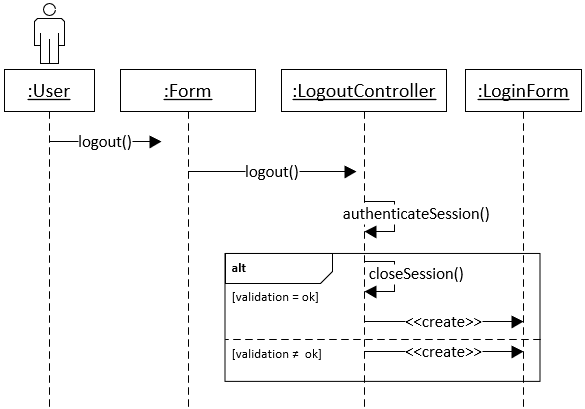 :User
:Form
:LogoutController
:LoginForm
logout()
logout()
authenticateSession()
alt
closeSession()
[validation = ok]
<<create>>
[validation ≠ ok]
<<create>>